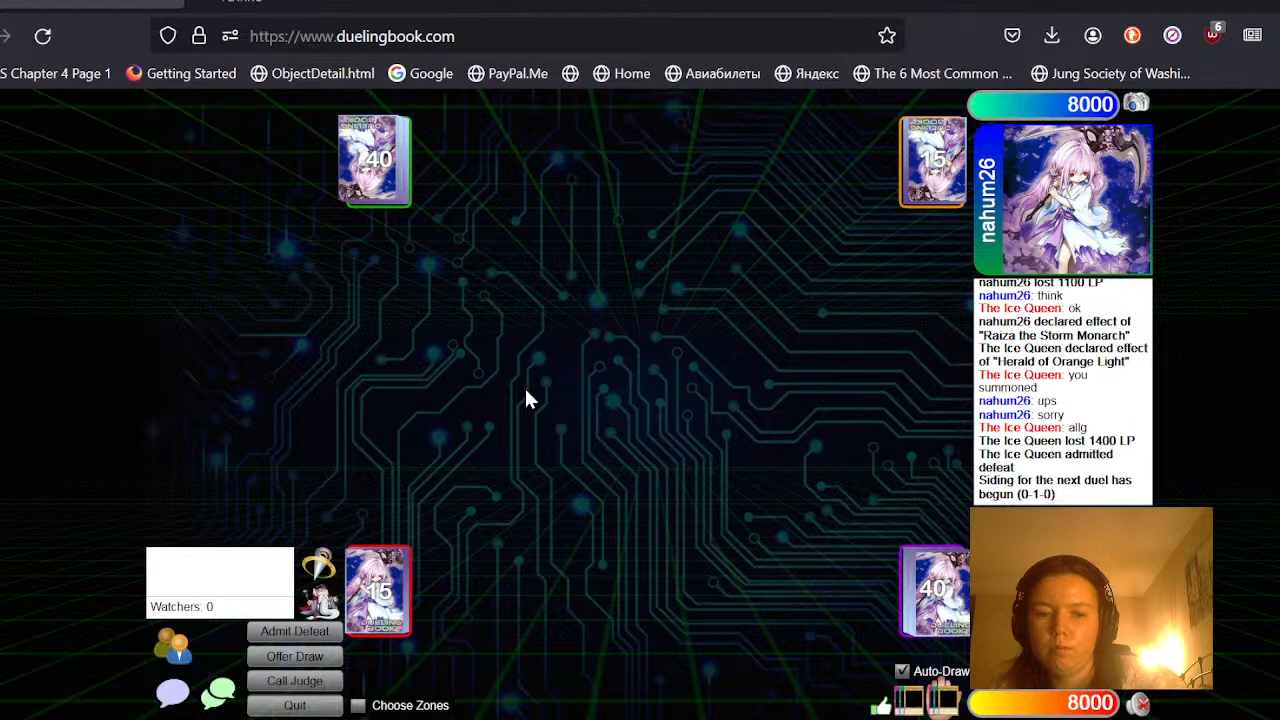 https://www.duelingbook.com
6
S Chapter 4 Page 1
Getting Started
ObjectDetail.html
Google
PayPal.Me
Home
Авиабилеты
Яндекс
The 6 Most Common ...
Jung Society of Washi...
8000
40
15
nahum26
nahum26 lost 1100 LP
nahum26: think
The Ice Queen: ok
nahum26 declared effect of
"Raiza the Storm Monarch"
The Ice Queen declared effect
of "Herald of Orange Light"
The Ice Queen: you
summoned
nahum26: ups
nahum26: sorry
The Ice Queen: allg
The Ice Queen lost 1400 LP
The Ice Queen admitted
defeat
Siding for the next duel has
begun (0-1-0)
Watchers: 0
15
DUELING
BOOK
40
DUELING
BOOK
Admit Defeat
Offer Draw
Call Judge
Quit
Choose Zones
Auto-Draw
8000